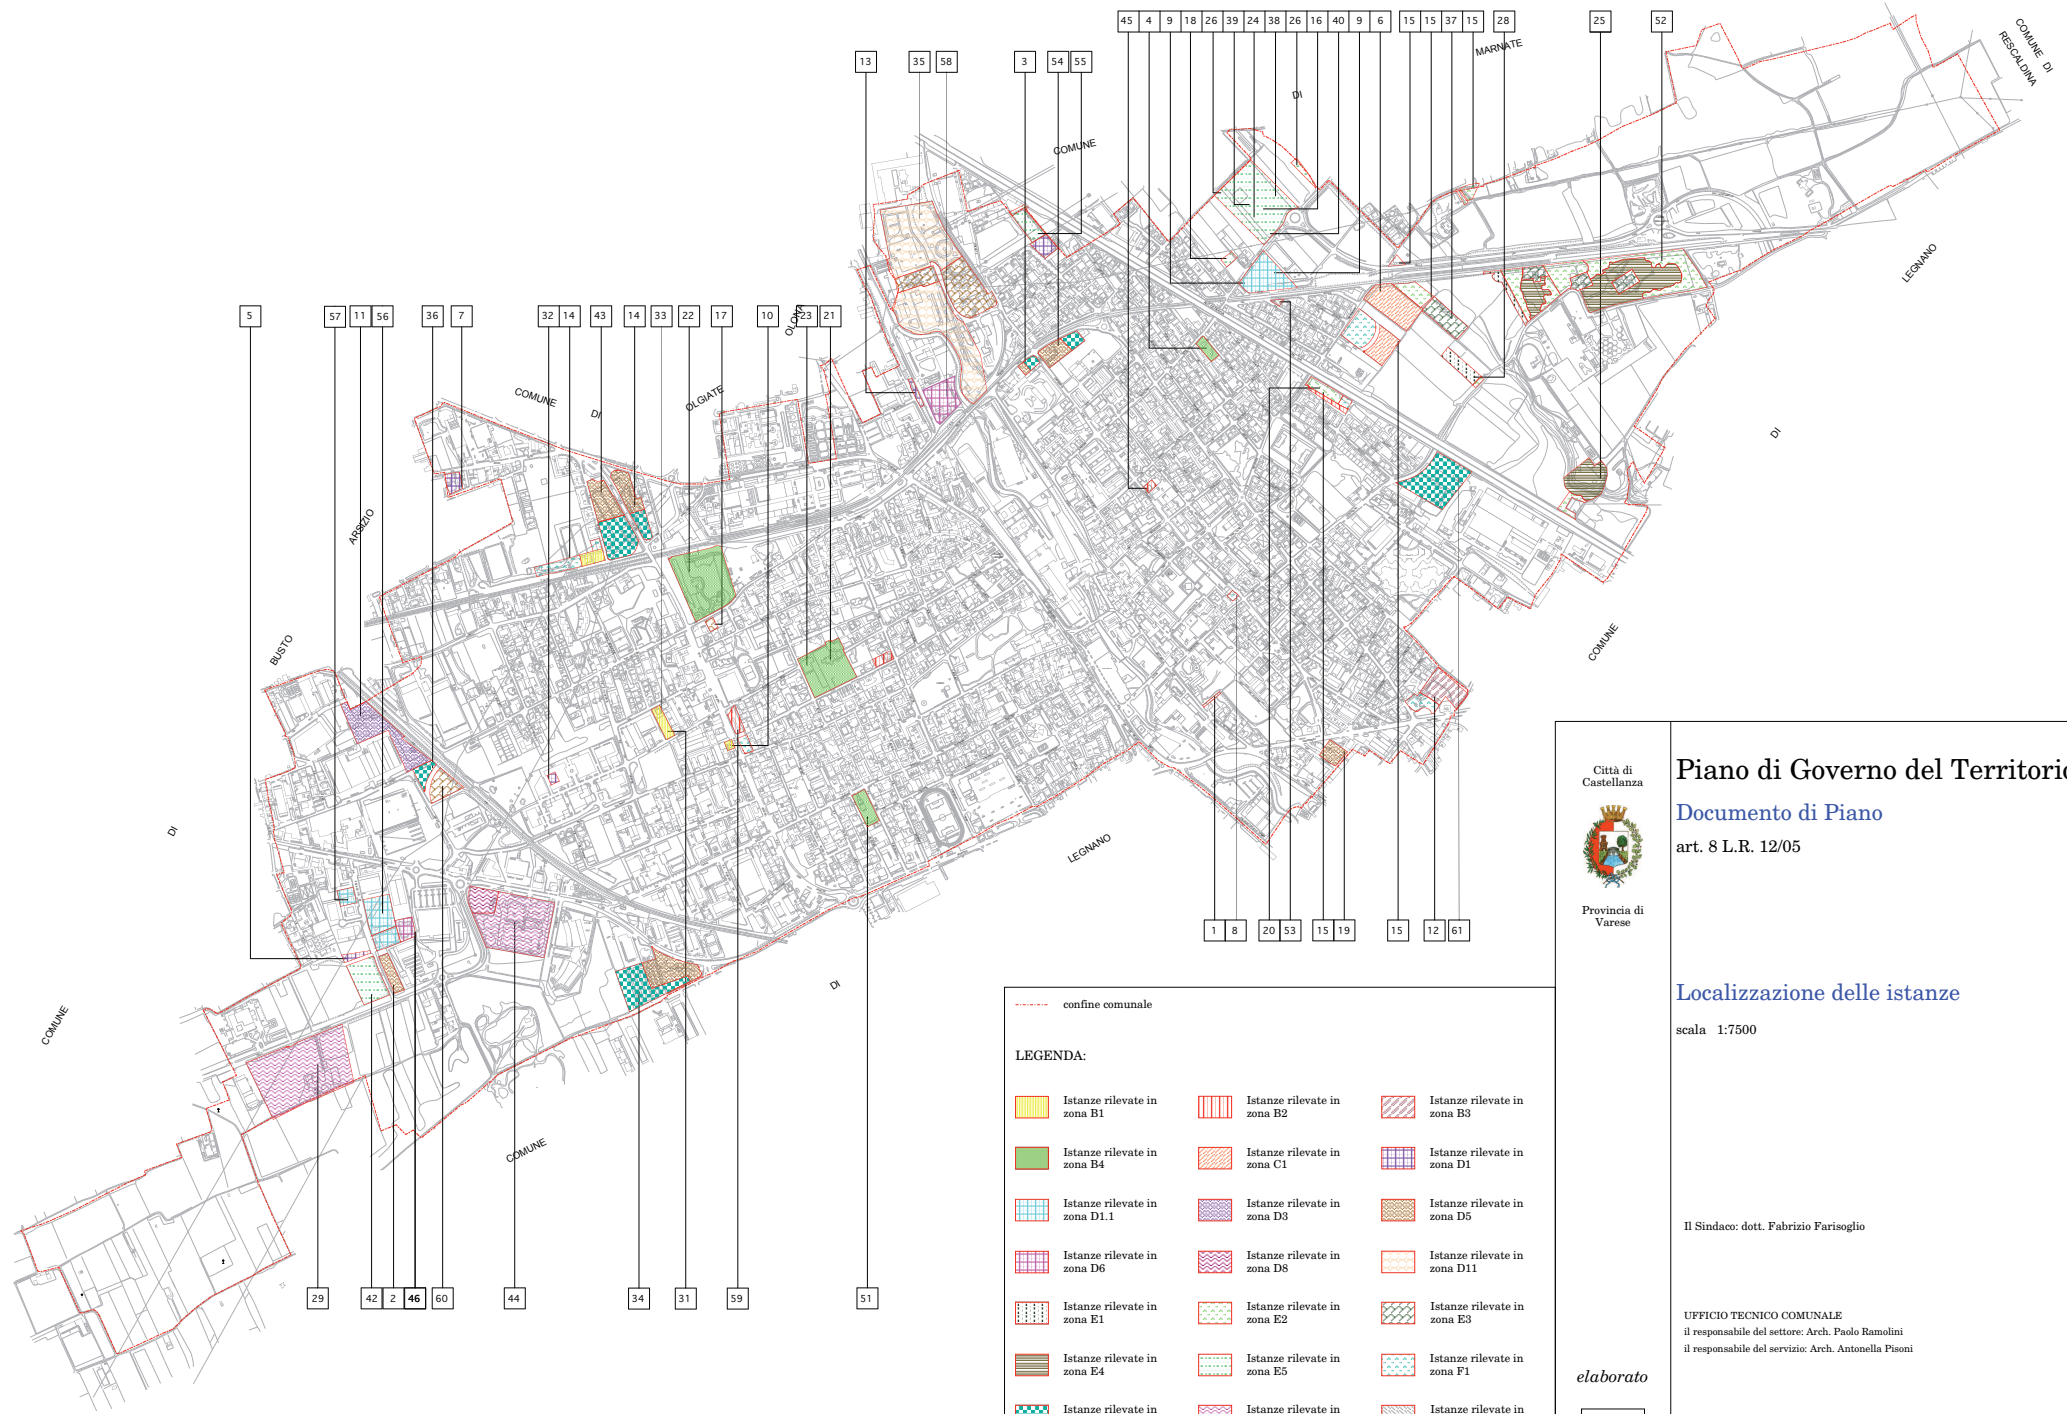 45 4 9 18 26 39 24 38 26 16 40 9 6 15 15 37 15 28 25 52
13 35 58 3 54 55
MARNATE
DI
COMUNE
COMUNE DI
RESCALDINA
5 57 11 56 36 7 32 14 43 14 33 22 17 10 23 21
OLONA
OLGIATE
DI
COMUNE
ARSIZIO
BUSTO
DI
COMUNE
LEGNANO
DI
COMUNE
LEGNANO
DI
COMUNE
1 8 20 53 15 19 15 12 61
29 42 2 46 60 44 34 31 59 51
confine comunale
LEGENDA:
Istanze rilevate in
zona B1
Istanze rilevate in
zona B2
Istanze rilevate in
zona B3
Istanze rilevate in
zona B4
Istanze rilevate in
zona C1
Istanze rilevate in
zona D1
Istanze rilevate in
zona D1.1
Istanze rilevate in
zona D3
Istanze rilevate in
zona D5
Istanze rilevate in
zona D6
Istanze rilevate in
zona D8
Istanze rilevate in
zona D11
Istanze rilevate in
zona E1
Istanze rilevate in
zona E2
Istanze rilevate in
zona E3
Istanze rilevate in
zona E4
Istanze rilevate in
zona E5
Istanze rilevate in
zona F1
Istanze rilevate in
Istanze rilevate in
Istanze rilevate in
Città di
Castellanza
Provincia di
Varese
elaborato
Piano di Governo del Territorio
Documento di Piano
art. 8 L.R. 12/05
Localizzazione delle istanze
scala 1:7500
Il Sindaco: dott. Fabrizio Farisoglio
UFFICIO TECNICO COMUNALE
il responsabile del settore: Arch. Paolo Ramolini
il responsabile del servizio: Arch. Antonella Pisoni